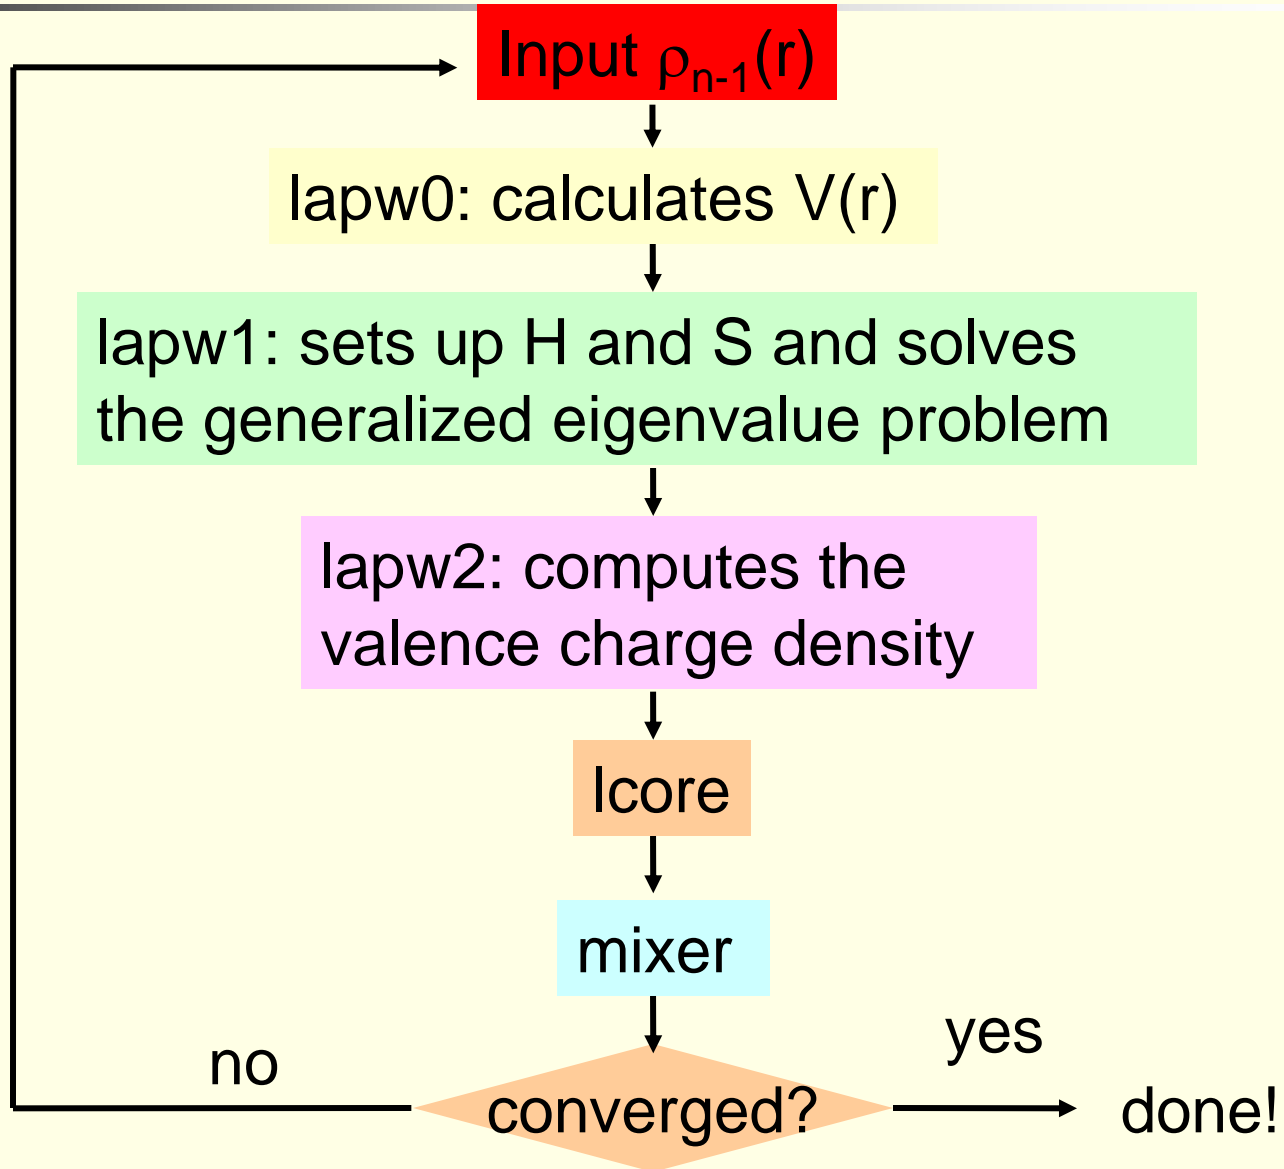 Input ρn-1(r)
lapw0: calculates V(r)
lapw1: sets up H and S and solves
the generalized eigenvalue problem
lapw2: computes the
valence charge density
lcore
mixer
no
yes
converged?
done!